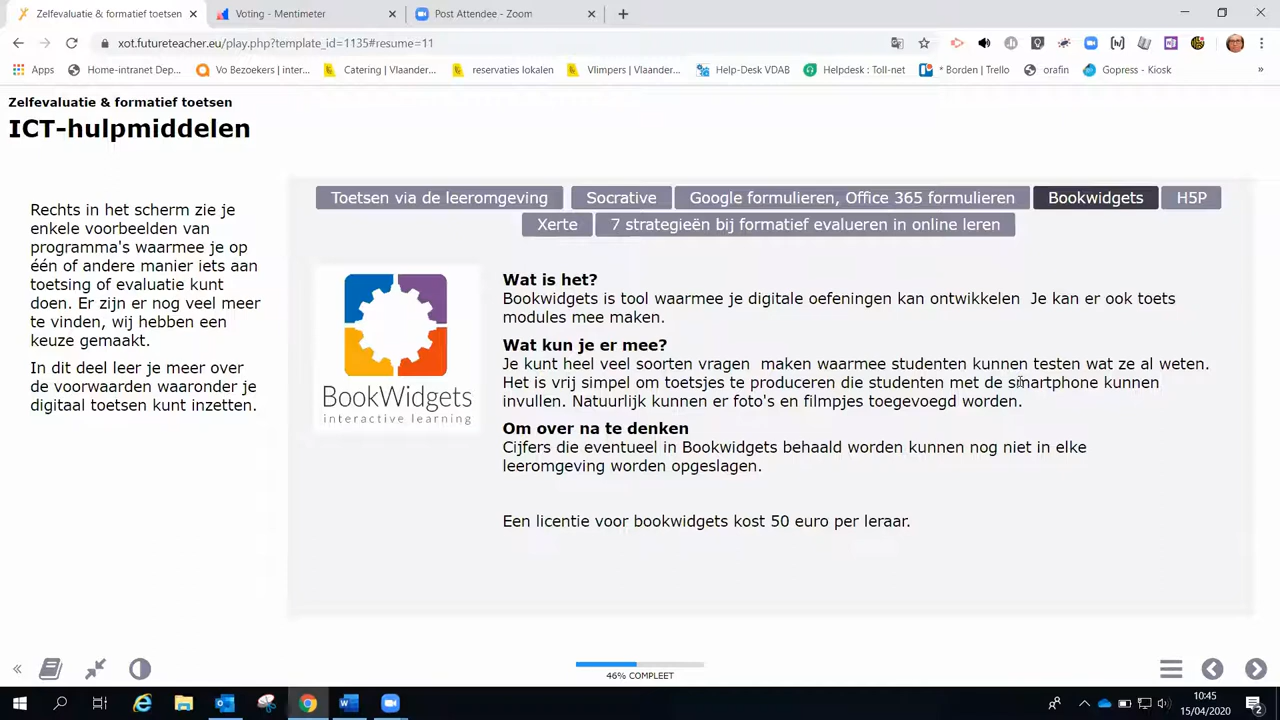 Zelfevaluatie & formatief toetsen
Voting - Mentimeter
Post Attendee - Zoom
xot.futureteacher.eu/play.php?template_id=1135#resume=11
Apps
Home-intranet Dep...
Vo Bezoekers | inter...
Catering | Vlaander...
reservaties lokalen
Vlimpers | Vlaander...
Help-Desk VDAB
Helpdesk : Toll-net
* Borden | Trello
orafin
Gopress - Kiosk
»
Zelfevaluatie & formatief toetsen
ICT-hulpmiddelen
Rechts in het scherm zie je
enkele voorbeelden van
programma's waarmee je op
één of andere manier iets aan
toetsing of evaluatie kunt
doen. Er zijn er nog veel meer
te vinden, wij hebben een
keuze gemaakt.
In dit deel leer je meer over
de voorwaarden waaronder je
digitaal toetsen kunt inzetten.
Toetsen via de leeromgeving
Socrative
Google formulieren, Office 365 formulieren
Bookwidgets
H5P
Xerte
7 strategieën bij formatief evalueren in online leren
BookWidgets
interactive learning
Wat is het?
Bookwidgets is tool waarmee je digitale oefeningen kan ontwikkelen  Je kan er ook toets
modules mee maken.
Wat kun je er mee?
Je kunt heel veel soorten vragen  maken waarmee studenten kunnen testen wat ze al weten.
Het is vrij simpel om toetsjes te produceren die studenten met de smartphone kunnen
invullen. Natuurlijk kunnen er foto's en filmpjes toegevoegd worden.
Om over na te denken
Cijfers die eventueel in Bookwidgets behaald worden kunnen nog niet in elke
leeromgeving worden opgeslagen.
Een licentie voor bookwidgets kost 50 euro per leraar.
«
46% COMPLEET
10:45
15/04/2020
2